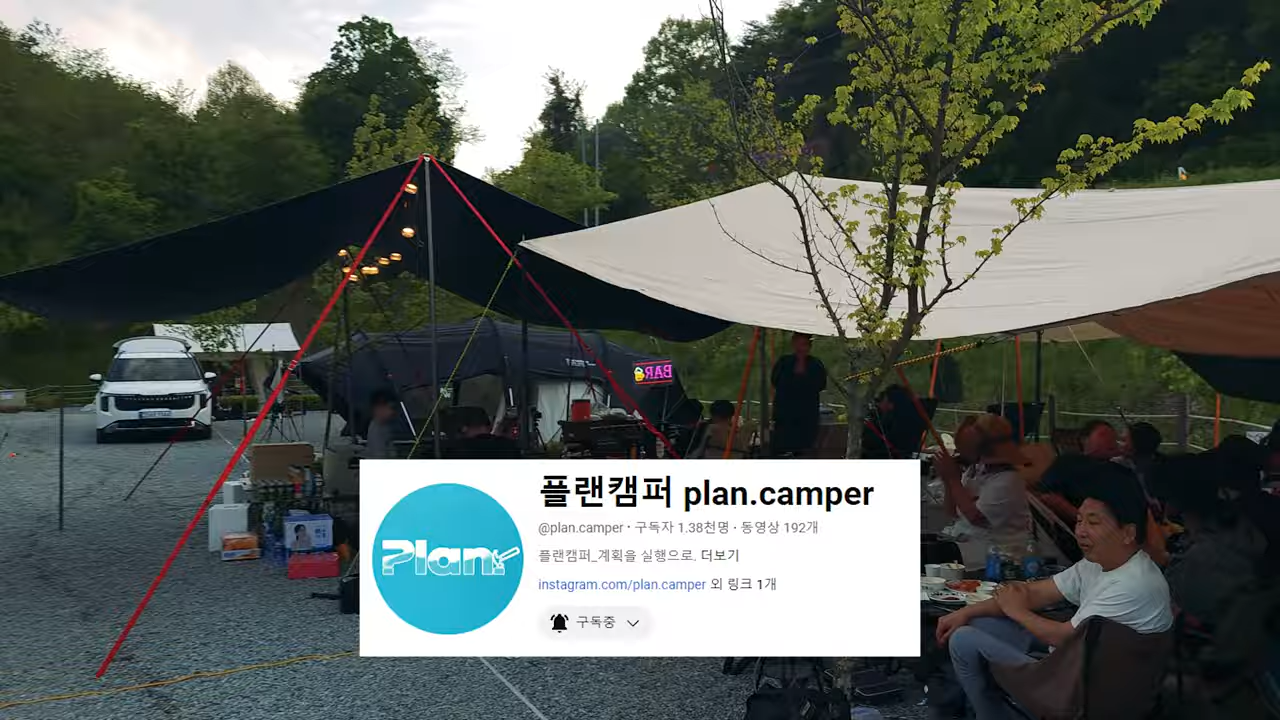 BAR
플랜캠퍼 plan.camper
@plan.camper · 구독자 1.38천명 · 동영상 192개
플랜캠퍼_계획을 실행으로. 더보기
Plan
instagram.com/plan.camper 외 링크 1개
구독중